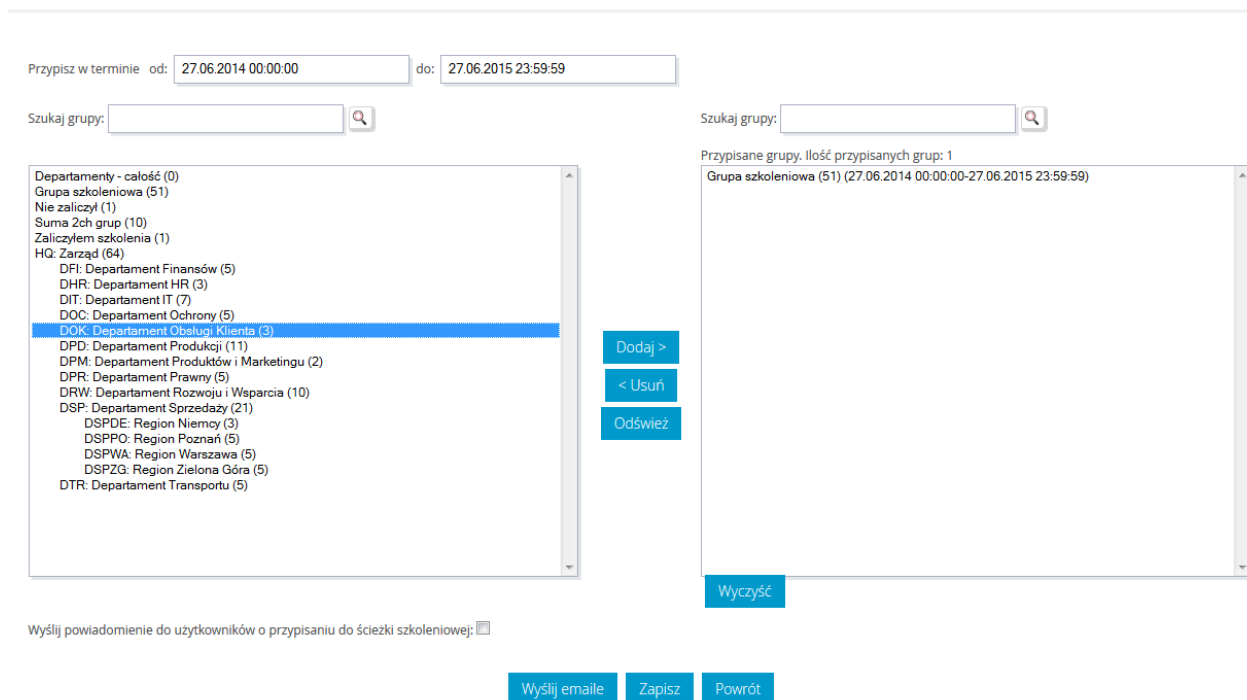 Przypisz w terminie od: 27.06.2014 00:00:00 do: 27.06.2015 23:59:59
Szukaj grupy:
Szukaj grupy:
Przypisane grupy. Ilość przypisanych grup: 1
Departamenty - całość (0)
Grupa szkoleniowa (51)
Nie zaliczył (1)
Suma 2ch grup (10)
Zaliczyłem szkolenia (1)
HQ: Zarząd (64)
DFI: Departament Finansów (5)
DHR: Departament HR (3)
DIT: Departament IT (7)
DOC: Departament Ochrony (5)
DOK: Departament Obsługi Klienta (3)
DPD: Departament Produkcji (11)
DPM: Departament Produktów i Marketingu (2)
DPR: Departament Prawny (5)
DRW: Departament Rozwoju i Wsparcia (10)
DSP: Departament Sprzedaży (21)
DSPDE: Region Niemcy (3)
DSPPO: Region Poznań (5)
DSPWA: Region Warszawa (5)
DSPZG: Region Zielona Góra (5)
DTR: Departament Transportu (5)
Dodaj >
< Usuń
Odśwież
Grupa szkoleniowa (51) (27.06.2014 00:00:00-27.06.2015 23:59:59)
Wyczyść
Wyślij powiadomienie do użytkowników o przypisaniu do ścieżki szkoleniowej:
Wyślij emaile
Zapisz
Powrót